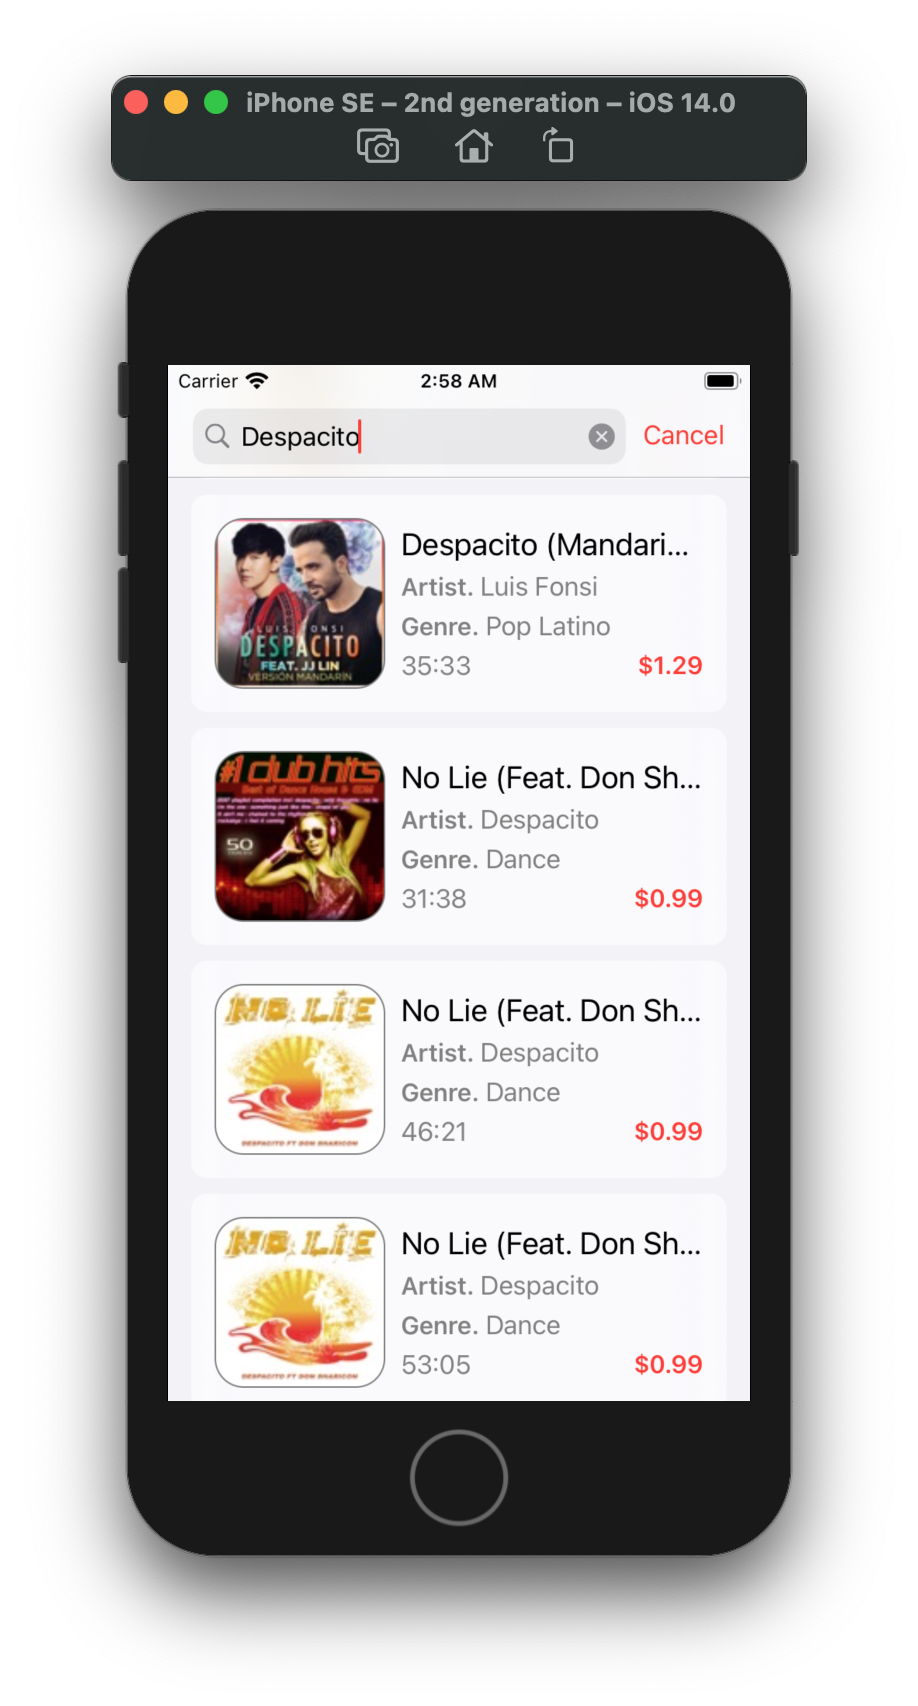 iPhone SE – 2nd generation – iOS 14.0
Carrier 2:58 AM
Despacito Cancel
Despacito (Mandari...
Artist. Luis Fonsi
Genre. Pop Latino
35:33 $1.29
LUIS FONSI
DESPACITO
FEAT. JJ LIN
VERSIÓN MANDARÍN
#1 club hits
Best of Dance House & EDM
50
No Lie (Feat. Don Sh...
Artist. Despacito
Genre. Dance
31:38 $0.99
NO LIE
DESPACITO FT DON SHARICON
No Lie (Feat. Don Sh...
Artist. Despacito
Genre. Dance
46:21 $0.99
NO LIE
DESPACITO FT DON SHARICON
No Lie (Feat. Don Sh...
Artist. Despacito
Genre. Dance
53:05 $0.99